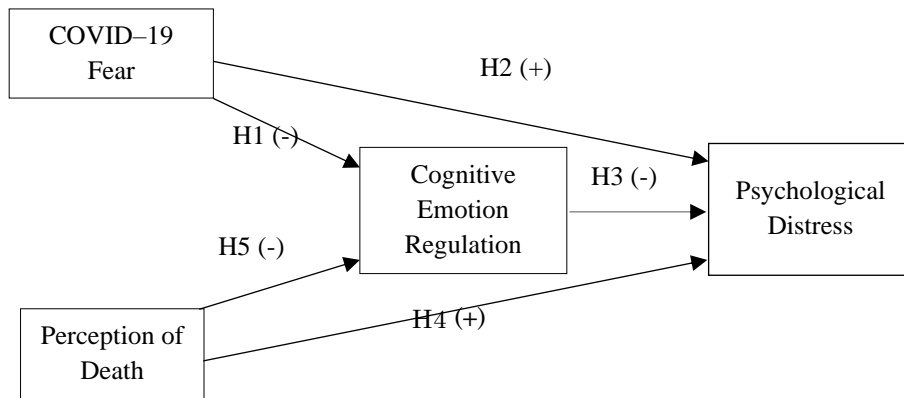 COVID–19
Fear
H2 (+)
H1 (-)
Cognitive
Emotion
Regulation
H3 (-)
Psychological
Distress
H5 (-)
H4 (+)
Perception of
Death